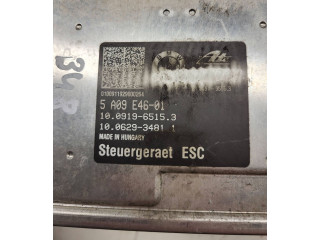 5 A09 E46-01
10.0919-6515.3
10.0629-3481 1
MADE IN HUNGARY
Steuergeraet ESC